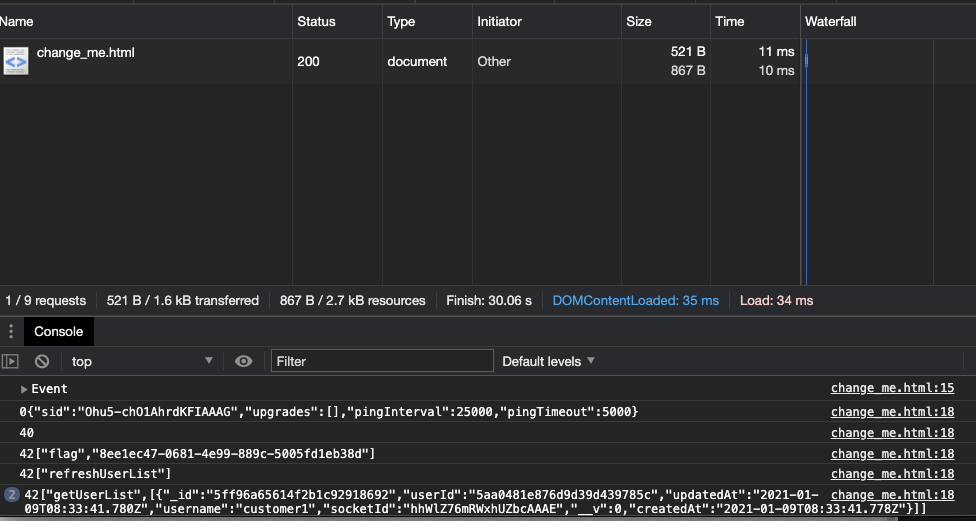 Name Status Type Initiator Size Time Waterfall
change_me.html 200 document Other 521 B 11 ms
867 B 10 ms
1 / 9 requests 521 B / 1.6 kB transferred 867 B / 2.7 kB resources Finish: 30.06 s DOMContentLoaded: 35 ms Load: 34 ms
Console
top Filter Default levels
Event change_me.html:15
0{"sid":"Ohu5-chO1AhrdKFIAAAG","upgrades":[],"pingInterval":25000,"pingTimeout":5000} change_me.html:18
40 change_me.html:18
42["flag","8ee1ec47-0681-4e99-889c-5005fd1eb38d"] change_me.html:18
42["refreshUserList"] change_me.html:18
2 42["getUserList",[{"_id":"5ff96a65614f2b1c92918692","userId":"5aa0481e876d9d39d439785c","updatedAt":"2021-01- change_me.html:18
09T08:33:41.780Z","username":"customer1","socketId":"hhWlZ76mRWxhUZbcAAAE","__v":0,"createdAt":"2021-01-09T08:33:41.778Z"}]]